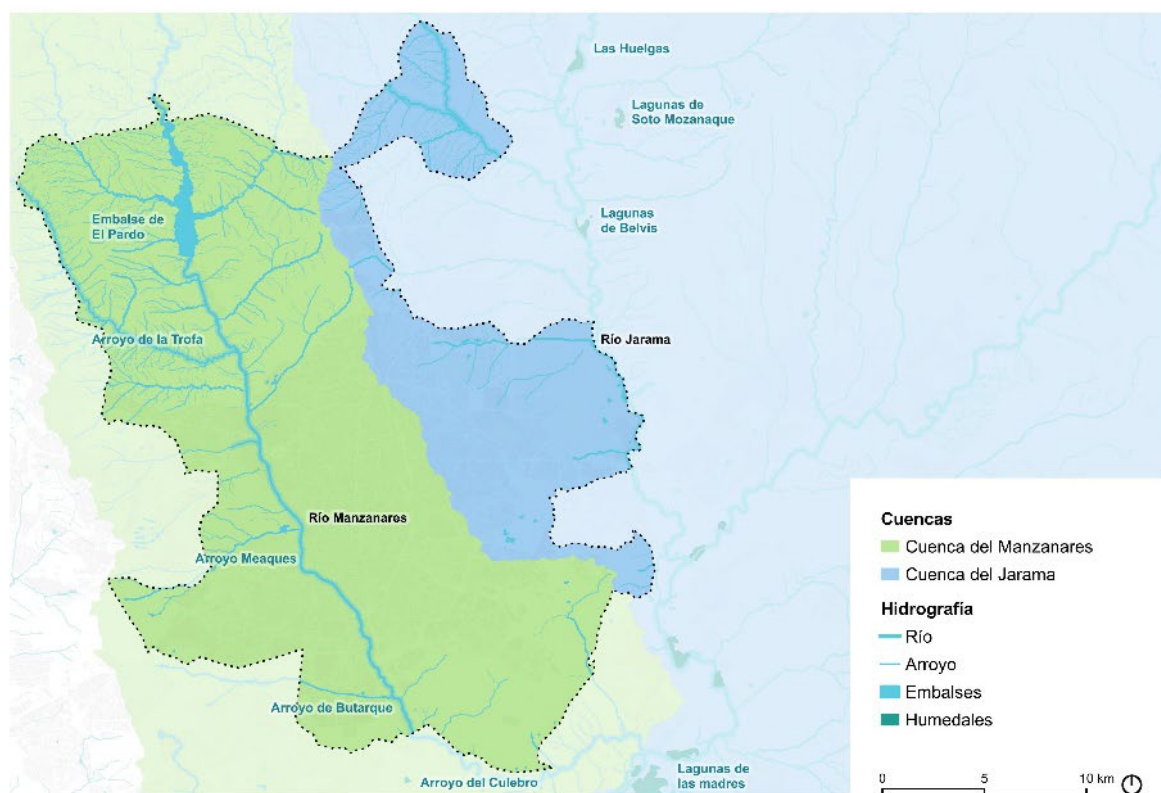 Las Huelgas
Lagunas de
Soto Mozanaque
Lagunas
de Belvis
Embalse de
El Pardo
Arroyo de la Trofa
Río Jarama
Río Manzanares
Arroyo Meaques
Arroyo de Butarque
Arroyo del Culebro
Lagunas de
las madres
Cuencas
Cuenca del Manzanares
Cuenca del Jarama
Hidrografía
Río
Arroyo
Embalses
Humedales
0 5 10 km